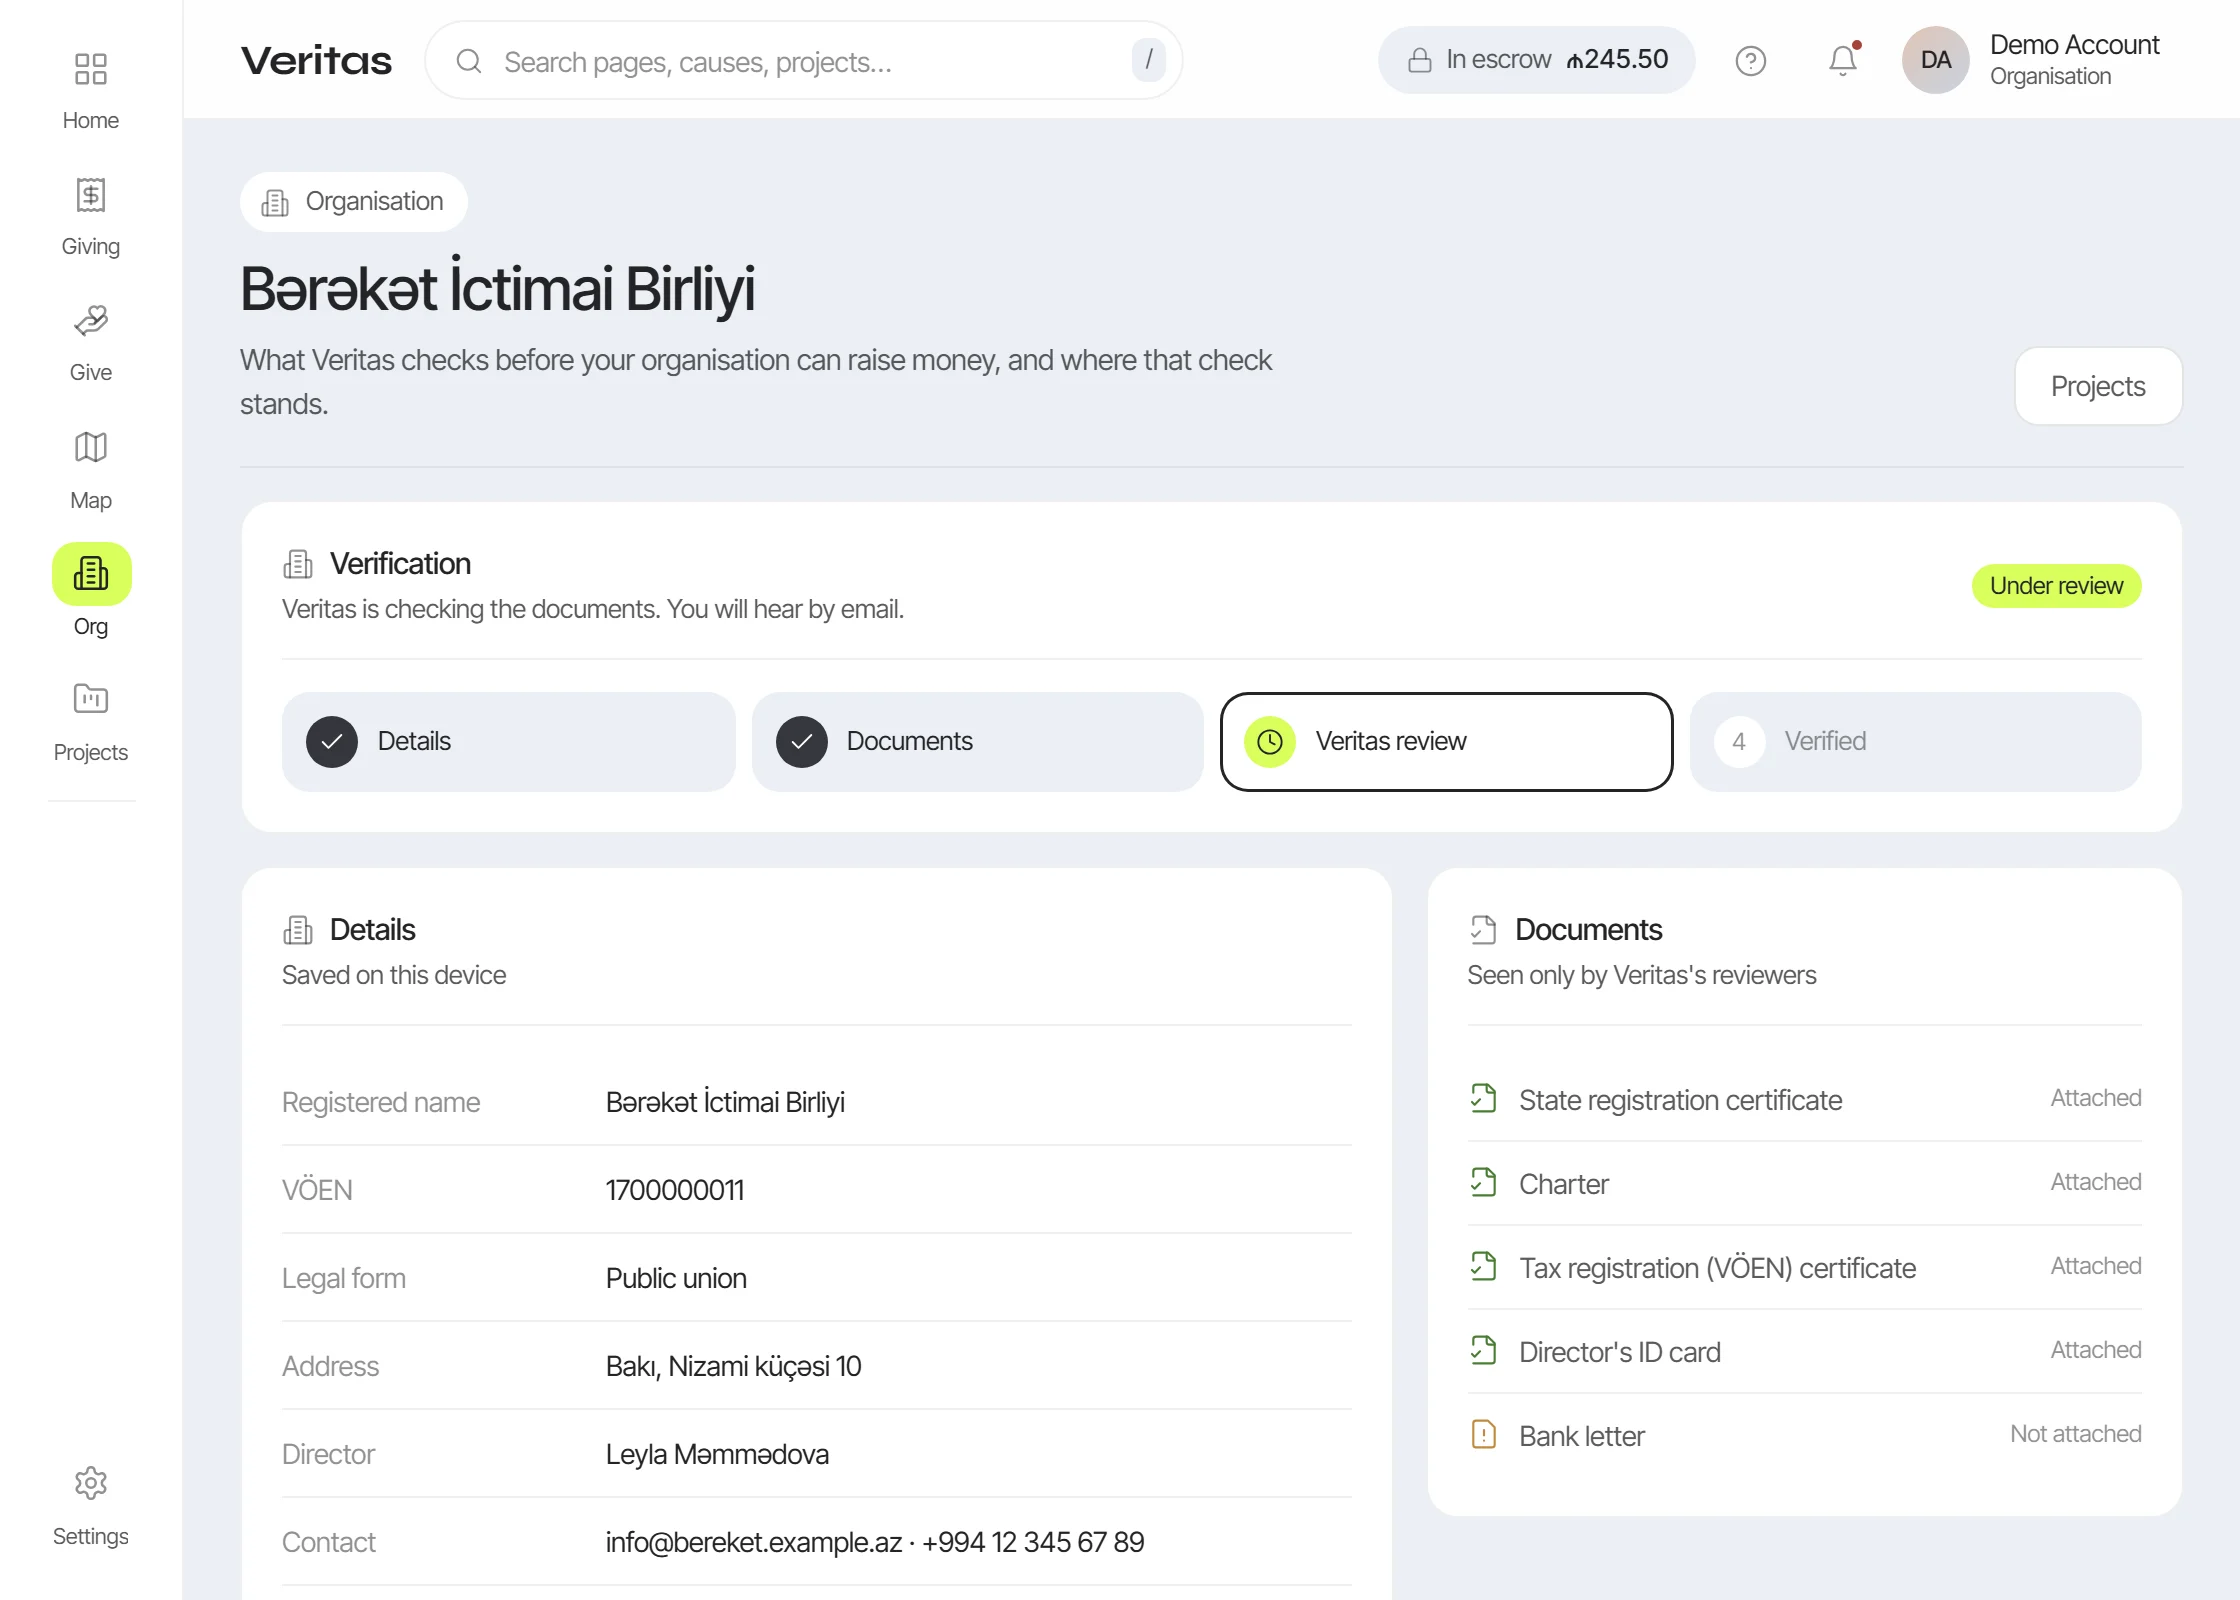 Veritas
Search pages, causes, projects...
/
In escrow ₼245.50
DA
Demo Account
Organisation
Home
Giving
Give
Map
Org
Projects
Settings
Organisation
Bərəkət İctimai Birliyi
What Veritas checks before your organisation can raise money, and where that check
stands.
Projects
Verification
Veritas is checking the documents. You will hear by email.
Under review
Details
Documents
Veritas review
4 Verified
Details
Saved on this device
Registered name Bərəkət İctimai Birliyi
VÖEN 1700000011
Legal form Public union
Address Bakı, Nizami küçəsi 10
Director Leyla Məmmədova
Contact info@bereket.example.az · +994 12 345 67 89
Documents
Seen only by Veritas's reviewers
State registration certificate Attached
Charter Attached
Tax registration (VÖEN) certificate Attached
Director's ID card Attached
Bank letter Not attached